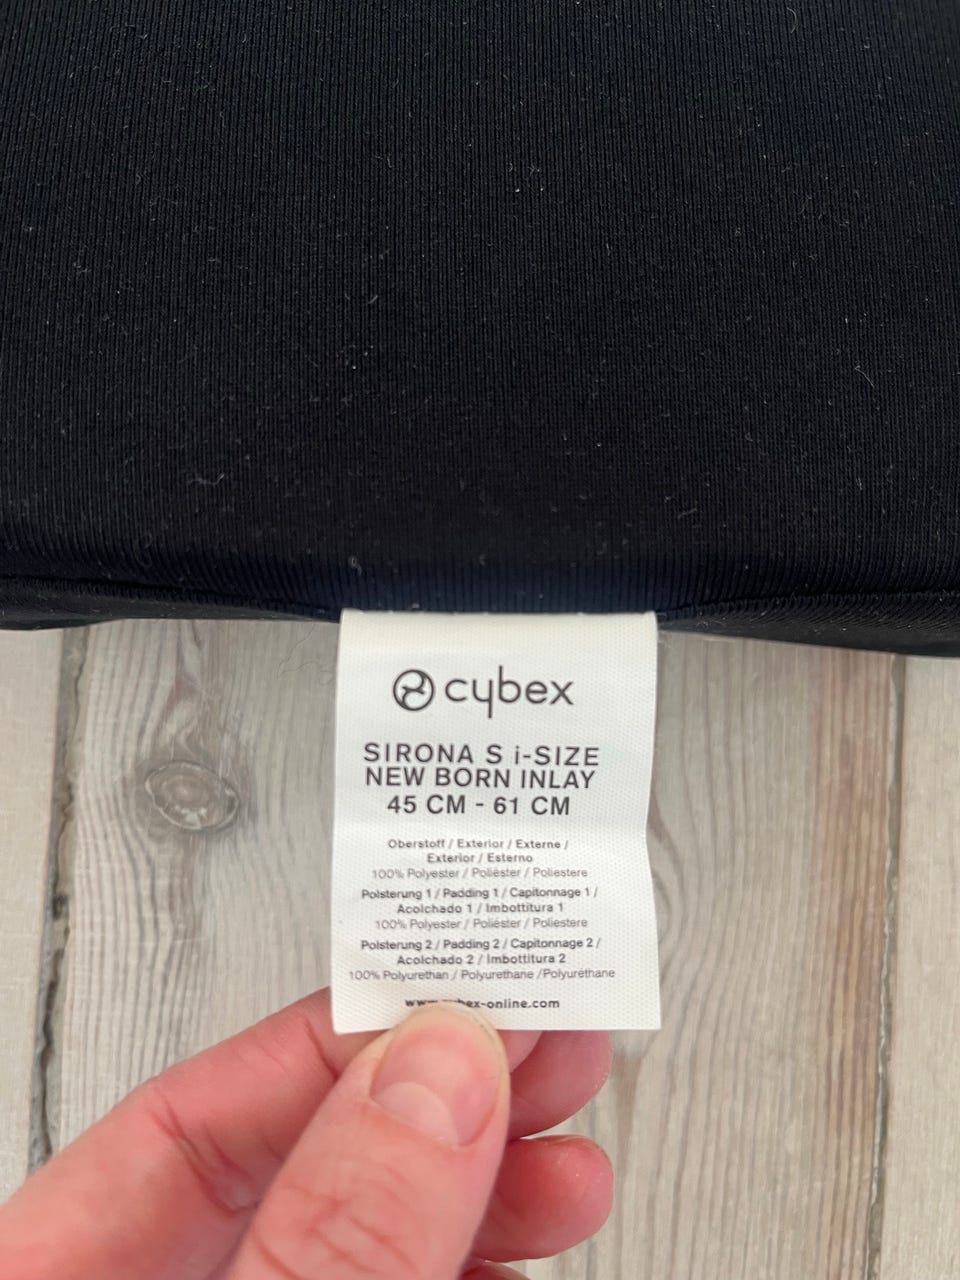 cybex
SIRONA S i-SIZE
NEW BORN INLAY
45 CM - 61 CM
Oberstoff / Exterior / Externe /
Exterior / Esterno
100% Polyester / Poliéster / Poliestere
Polsterung 1 / Padding 1 / Capitonnage 1 /
Acolchado 1 / Imbottitura 1
100% Polyester / Poliéster / Poliestere
Polsterung 2 / Padding 2 / Capitonnage 2 /
Acolchado 2 / Imbottitura 2
100% Polyurethan / Polyurethane /Polyuréthane